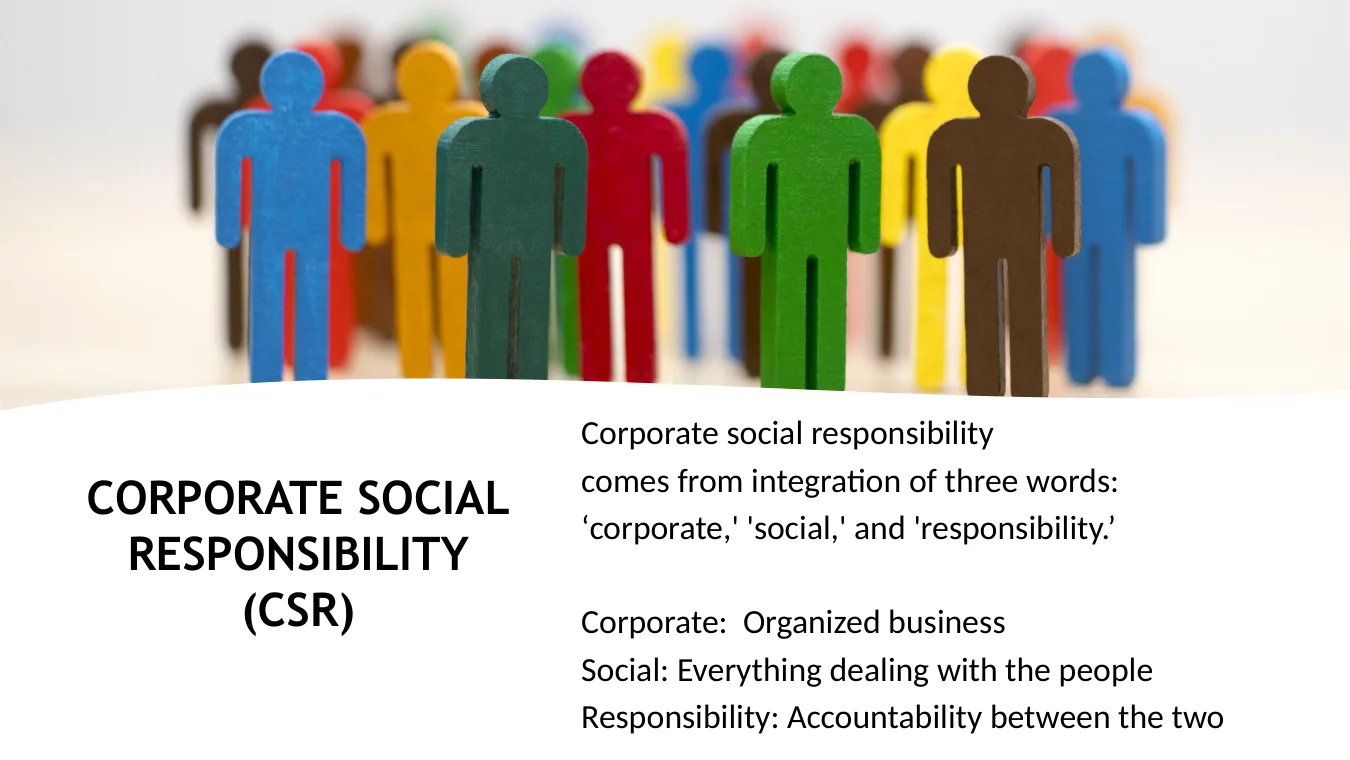 CORPORATE SOCIAL
RESPONSIBILITY
(CSR)
Corporate social responsibility
comes from integration of three words:
‘corporate,' 'social,' and 'responsibility.’
Corporate:  Organized business
Social: Everything dealing with the people
Responsibility: Accountability between the two